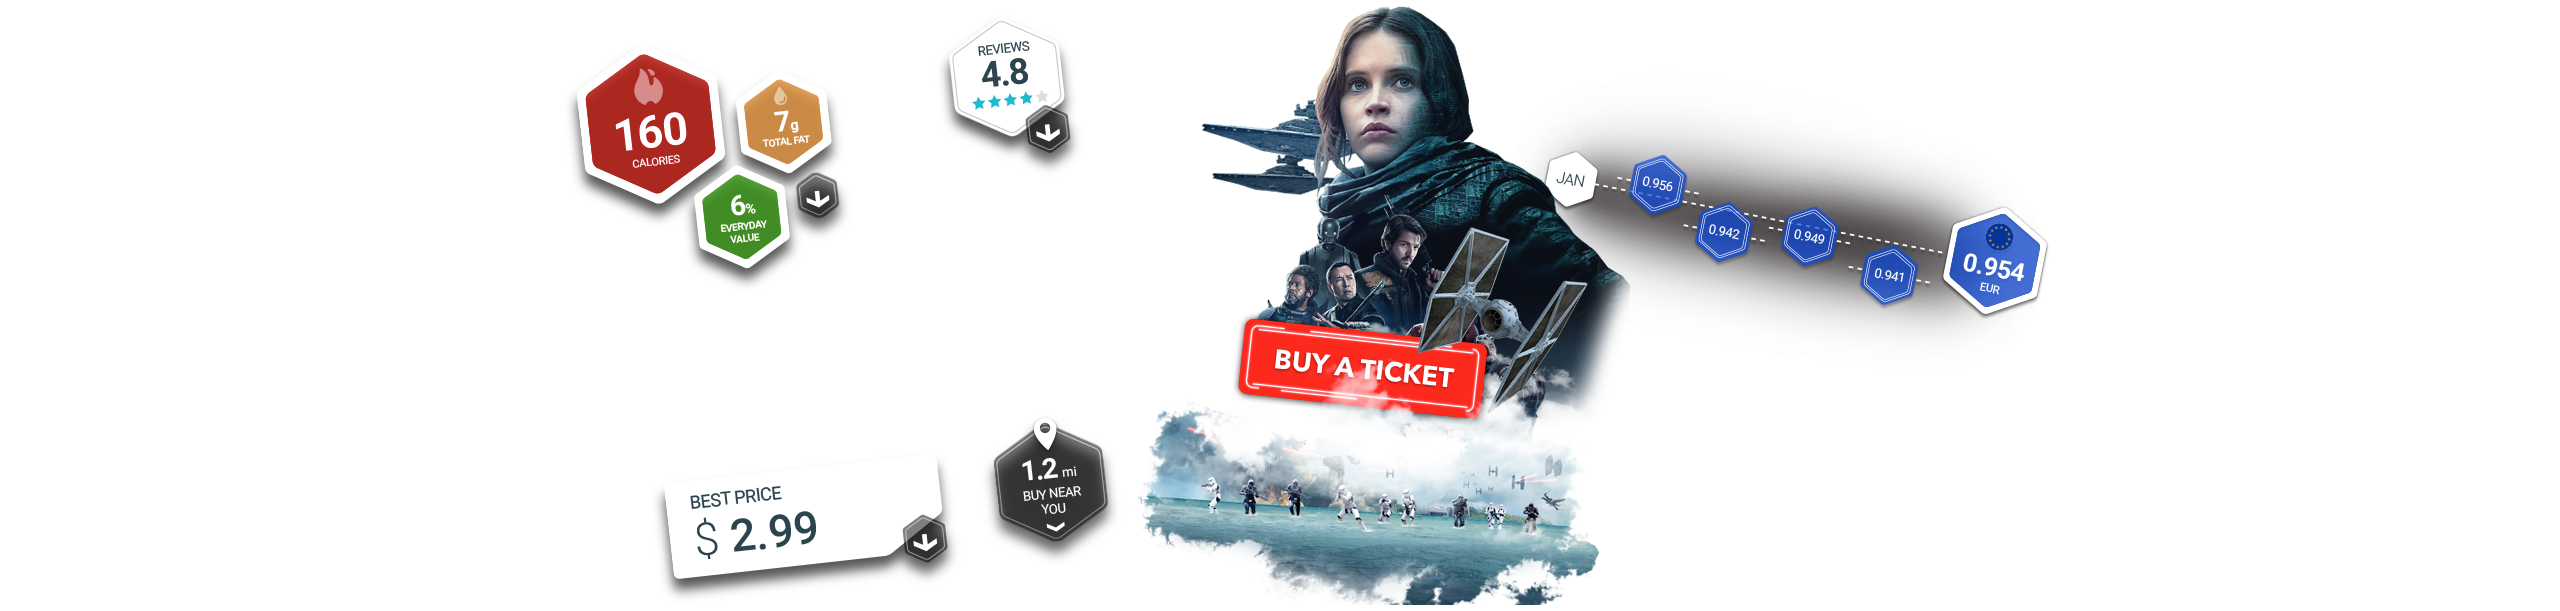 160
CALORIES
7g
TOTAL FAT
6%
EVERYDAY
VALUE
REVIEWS
4.8
BEST PRICE
$ 2.99
1.2 mi
BUY NEAR
YOU
BUY A TICKET
JAN
0.956
0.942
0.949
0.941
0.954
EUR